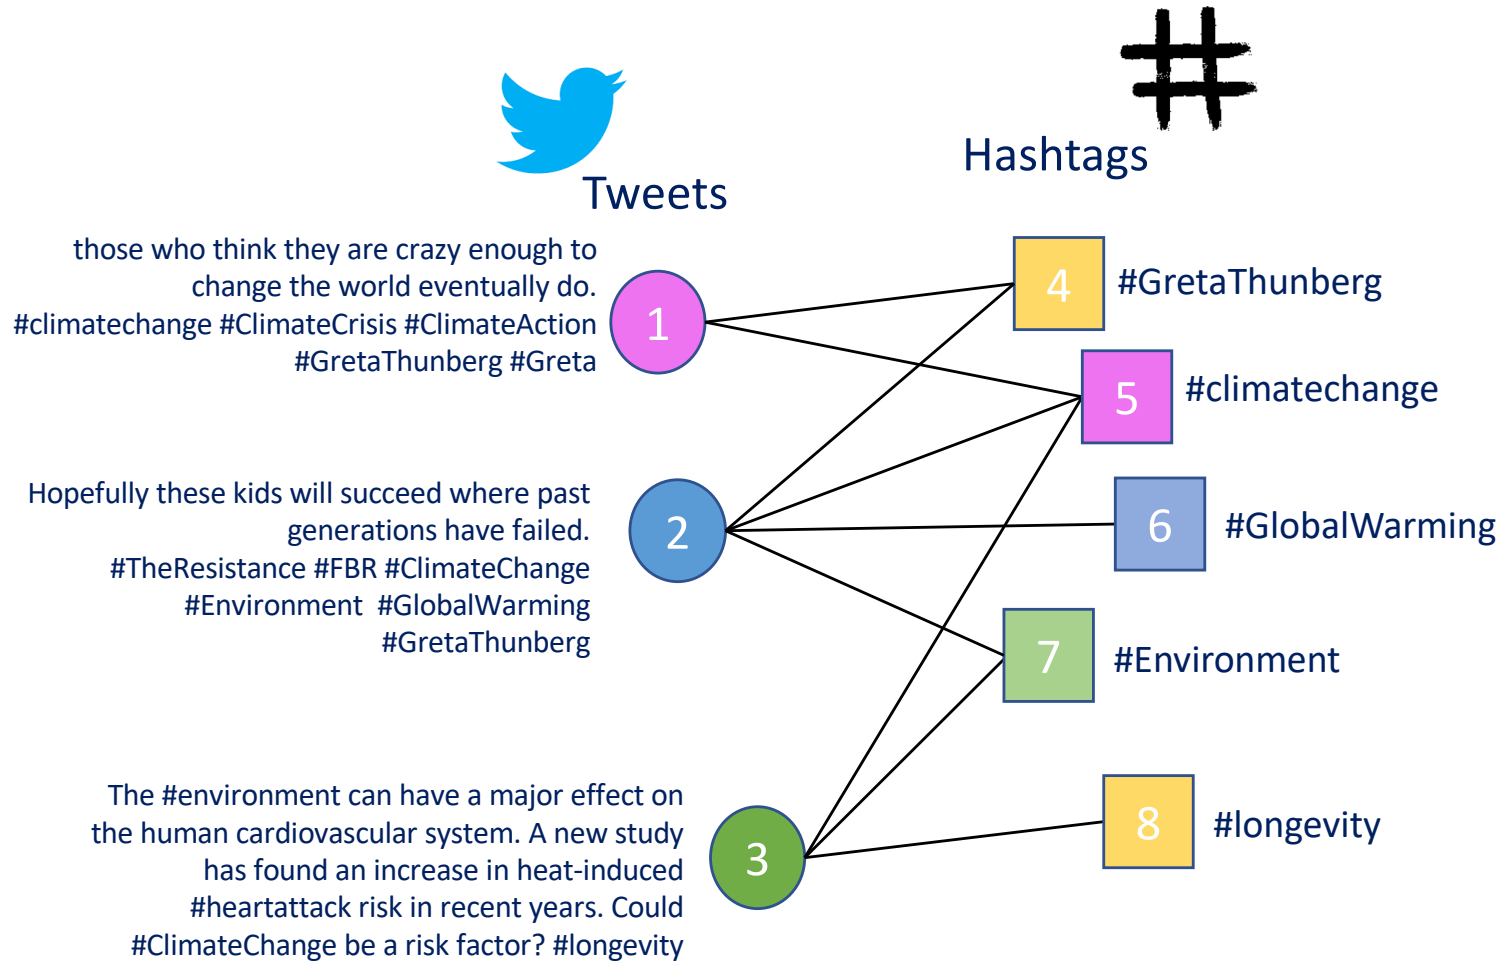 #
Hashtags
Tweets
those who think they are crazy enough to
change the world eventually do.
#climatechange #ClimateCrisis #ClimateAction
#GretaThunberg #Greta
1
4
#GretaThunberg
5
#climatechange
Hopefully these kids will succeed where past
generations have failed.
#TheResistance #FBR #ClimateChange
#Environment #GlobalWarming
#GretaThunberg
2
6
#GlobalWarming
7
#Environment
The #environment can have a major effect on
the human cardiovascular system. A new study
has found an increase in heat-induced
#heartattack risk in recent years. Could
#ClimateChange be a risk factor? #longevity
3
8
#longevity